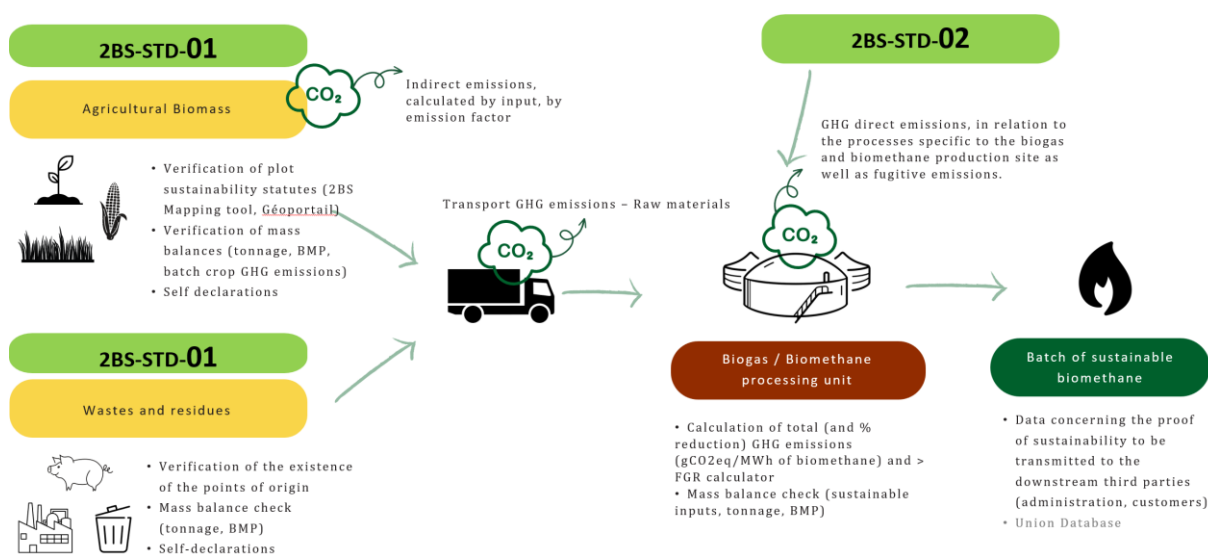 2BS-STD-01
Agricultural Biomass
CO2
Indirect emissions,
calculated by input, by
emission factor
• Verification of plot
sustainability statutes (2BS
Mapping tool, Géoportail)
• Verification of mass
balances (tonnage, BMP,
batch crop GHG emissions)
• Self declarations
2BS-STD-01
Wastes and residues
• Verification of the existence
of the points of origin
• Mass balance check
(tonnage, BMP)
• Self-declarations
Transport GHG emissions – Raw materials
CO2
2BS-STD-02
GHG direct emissions, in relation to
the processes specific to the biogas
and biomethane production site as
well as fugitive emissions.
CO2
Biogas / Biomethane
processing unit
• Calculation of total (and %
reduction) GHG emissions
(gCO2eq/MWh of biomethane) and >
FGR calculator
• Mass balance check (sustainable
inputs, tonnage, BMP)
Batch of sustainable
biomethane
• Data concerning the proof
of sustainability to be
transmitted to the
downstream third parties
(administration, customers)
• Union Database